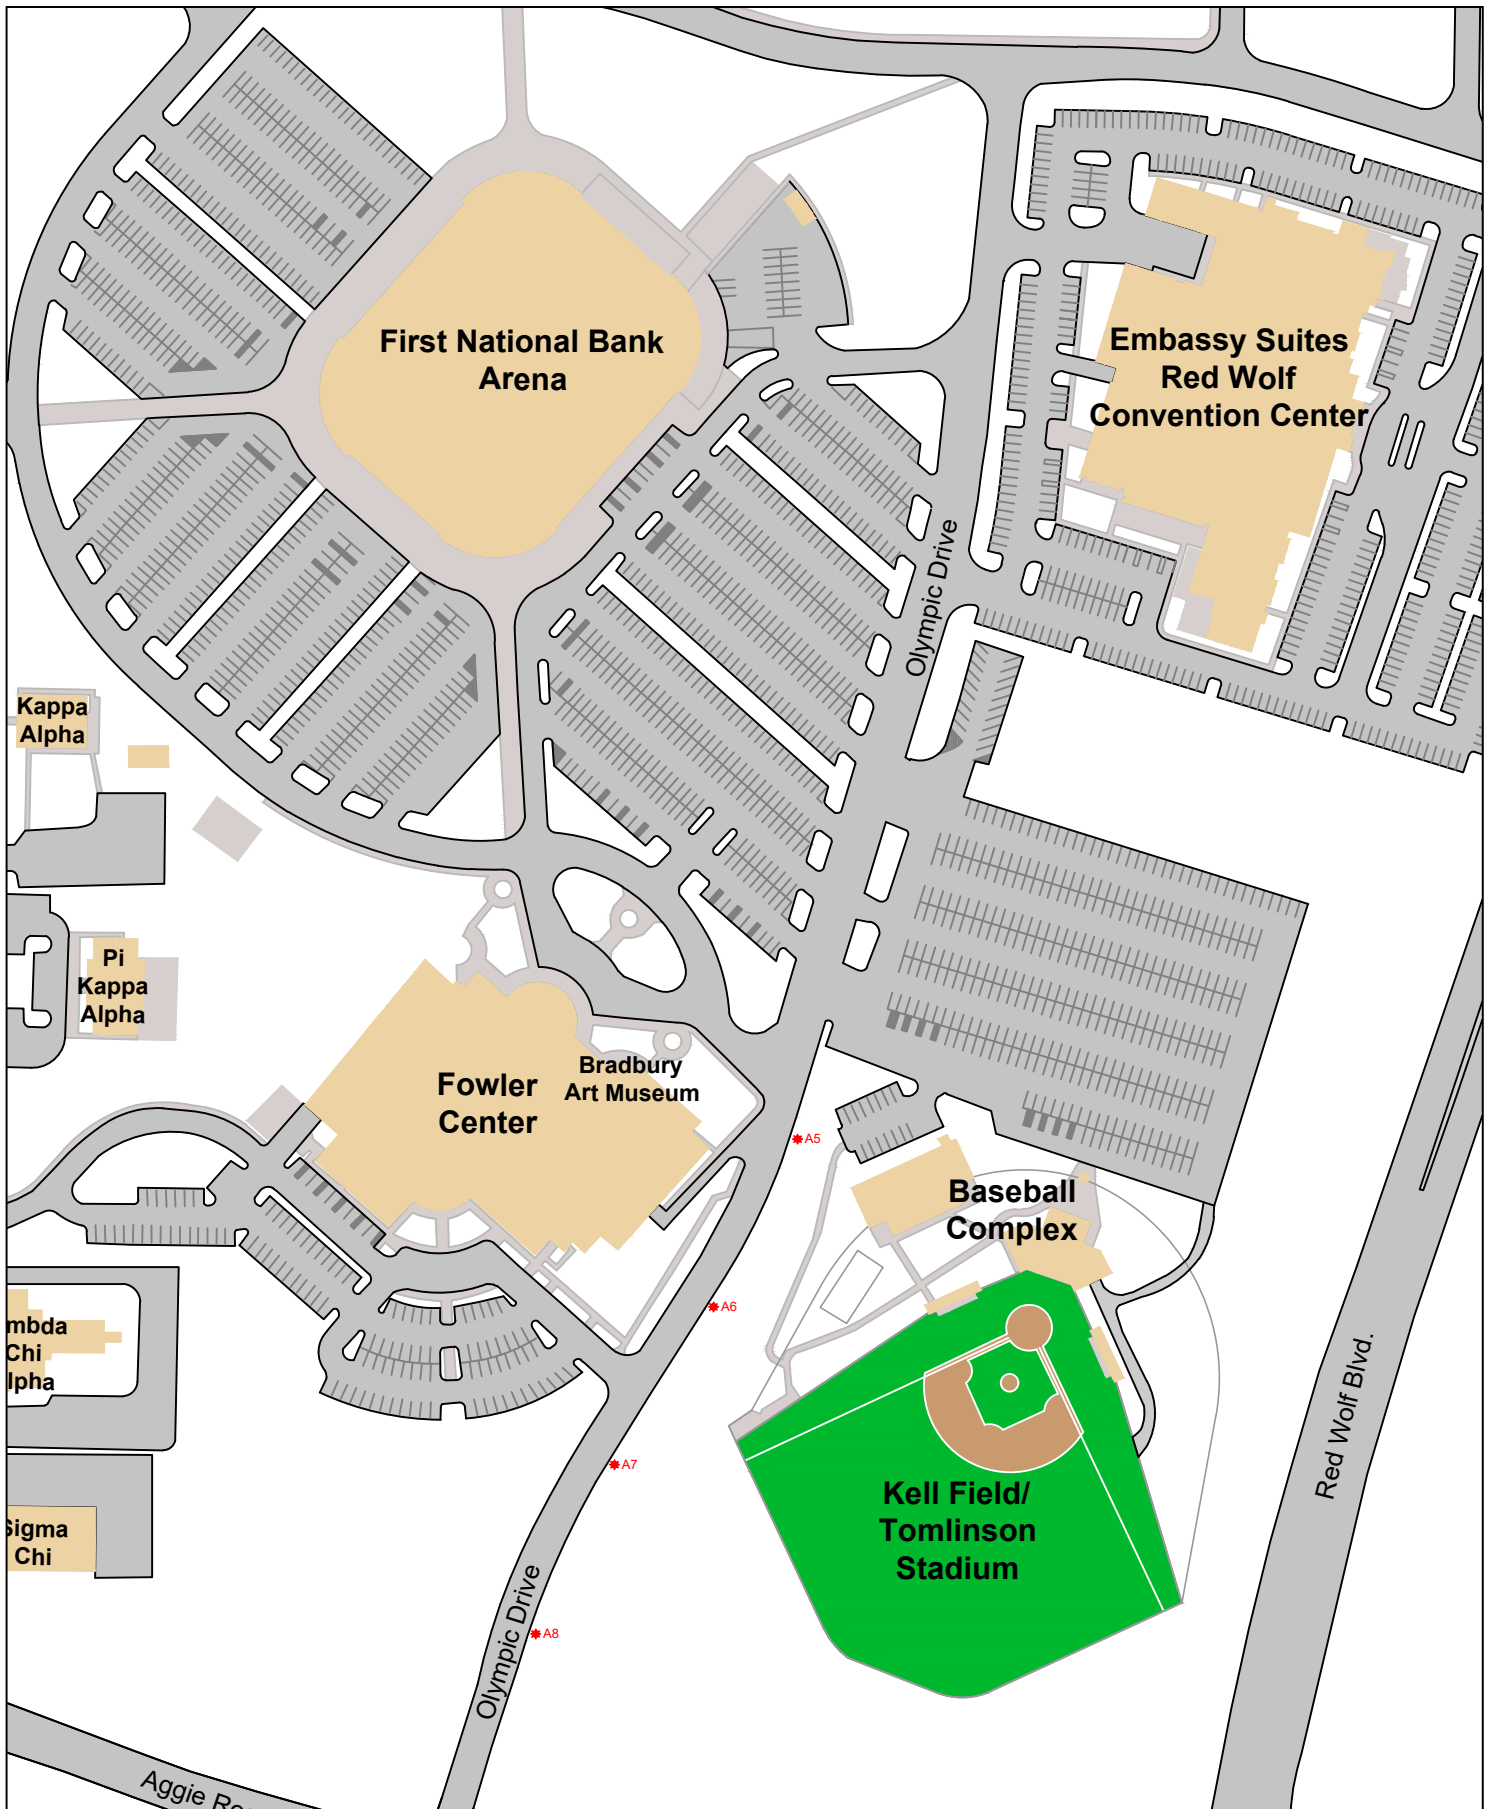 First National Bank
Arena
Embassy Suites
Red Wolf
Convention Center
Olympic Drive
Kappa
Alpha
Pi
Kappa
Alpha
Fowler
Center
Bradbury
Art Museum
A5
Baseball
Complex
A6
mbda
Chi
lpha
Red Wolf Blvd.
A7
Kell Field/
Tomlinson
Stadium
Sigma
Chi
A8
Olympic Drive
Aggie